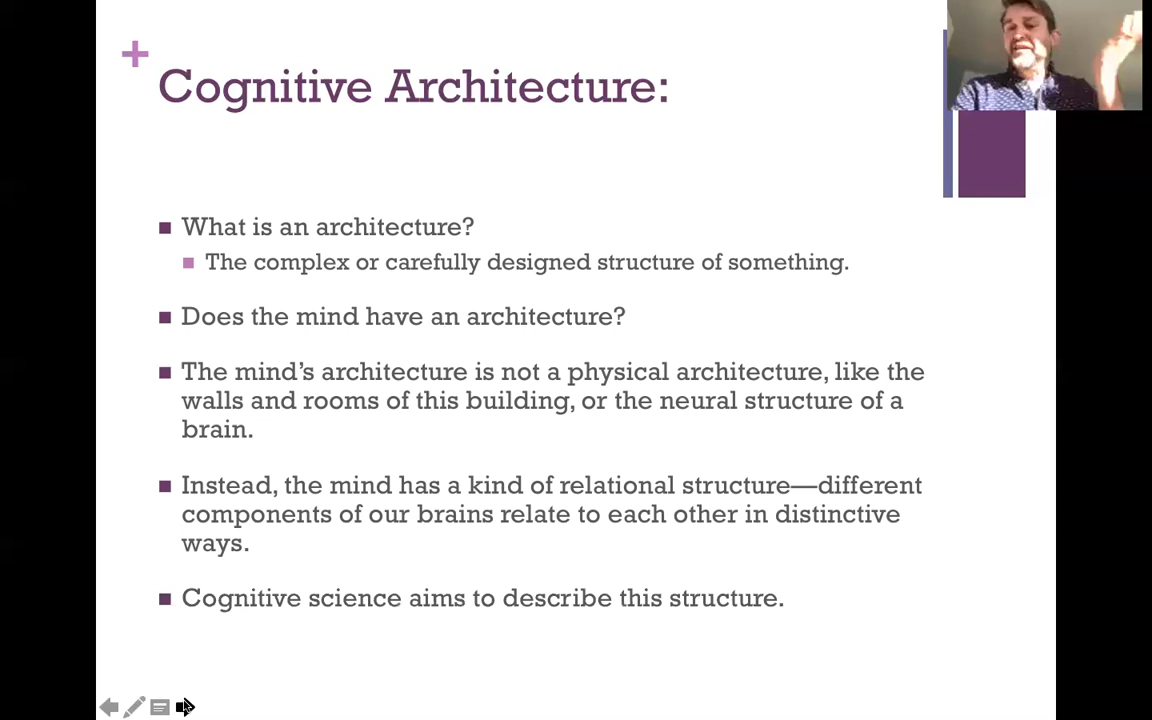 Cognitive Architecture:
What is an architecture?
The complex or carefully designed structure of something.
Does the mind have an architecture?
The mind’s architecture is not a physical architecture, like the
walls and rooms of this building, or the neural structure of a
brain.
Instead, the mind has a kind of relational structure—different
components of our brains relate to each other in distinctive
ways.
Cognitive science aims to describe this structure.